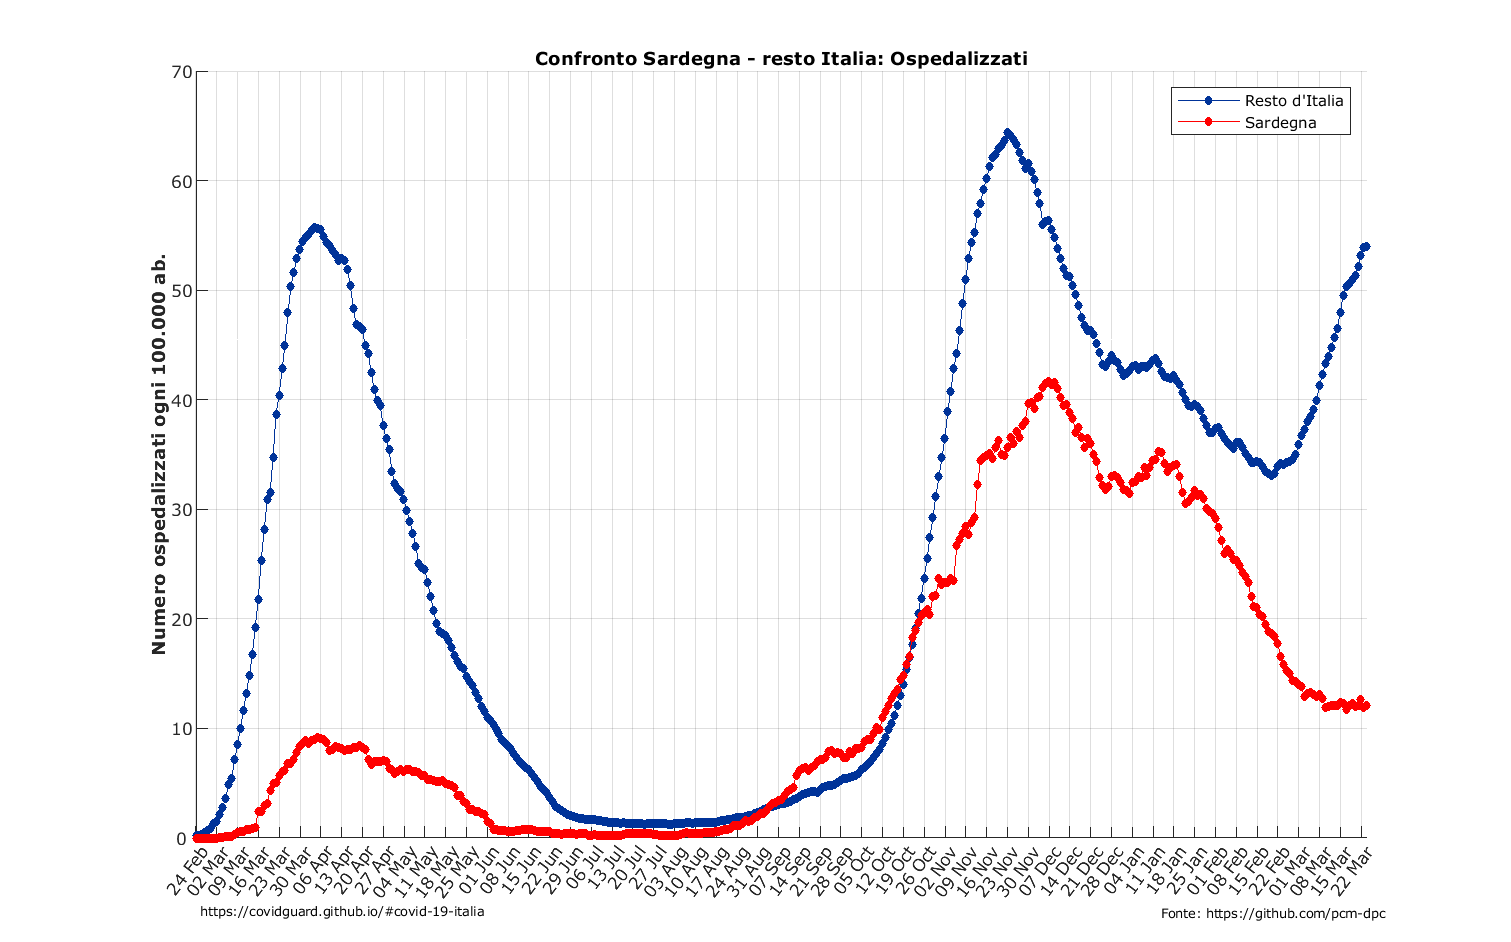 Confronto Sardegna - resto Italia: Ospedalizzati
70
60
50
40
30
20
10
0
Numero ospedalizzati ogni 100.000 ab.
Resto d'Italia
Sardegna
24 Feb
02 Mar
09 Mar
16 Mar
23 Mar
30 Mar
06 Apr
13 Apr
20 Apr
27 Apr
04 May
11 May
18 May
25 May
01 Jun
08 Jun
15 Jun
22 Jun
29 Jun
06 Jul
13 Jul
20 Jul
27 Jul
03 Aug
10 Aug
17 Aug
24 Aug
31 Aug
07 Sep
14 Sep
21 Sep
28 Sep
05 Oct
12 Oct
19 Oct
26 Oct
02 Nov
09 Nov
16 Nov
23 Nov
30 Nov
07 Dec
14 Dec
21 Dec
28 Dec
04 Jan
11 Jan
18 Jan
25 Jan
01 Feb
08 Feb
15 Feb
22 Feb
01 Mar
08 Mar
15 Mar
22 Mar
https://covidguard.github.io/#covid-19-italia
Fonte: https://github.com/pcm-dpc